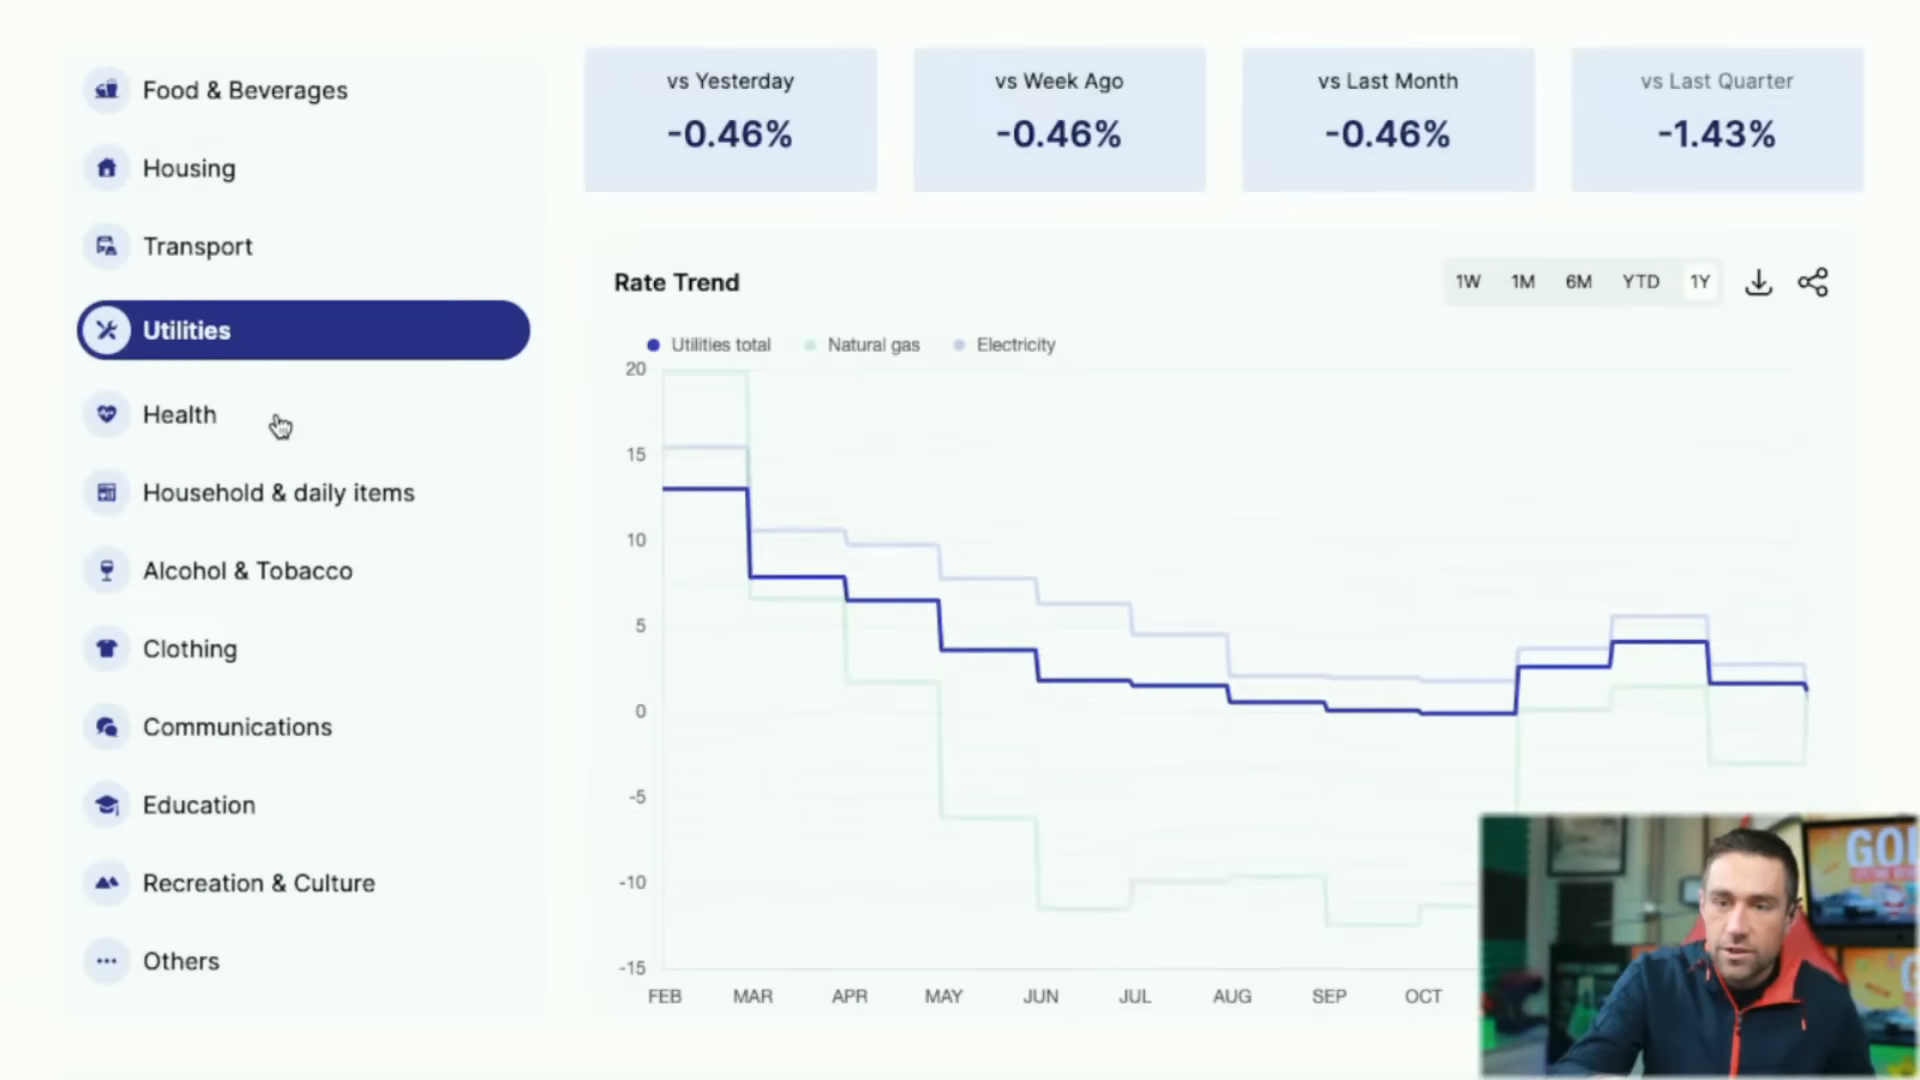 Food & Beverages
Housing
Transport
Utilities
Health
Household & daily items
Alcohol & Tobacco
Clothing
Communications
Education
Recreation & Culture
Others
vs Yesterday
-0.46%
vs Week Ago
-0.46%
vs Last Month
-0.46%
vs Last Quarter
-1.43%
Rate Trend
1W 1M 6M YTD 1Y
Utilities total Natural gas Electricity
20
15
10
5
0
-5
-10
-15
FEB MAR APR MAY JUN JUL AUG SEP OCT